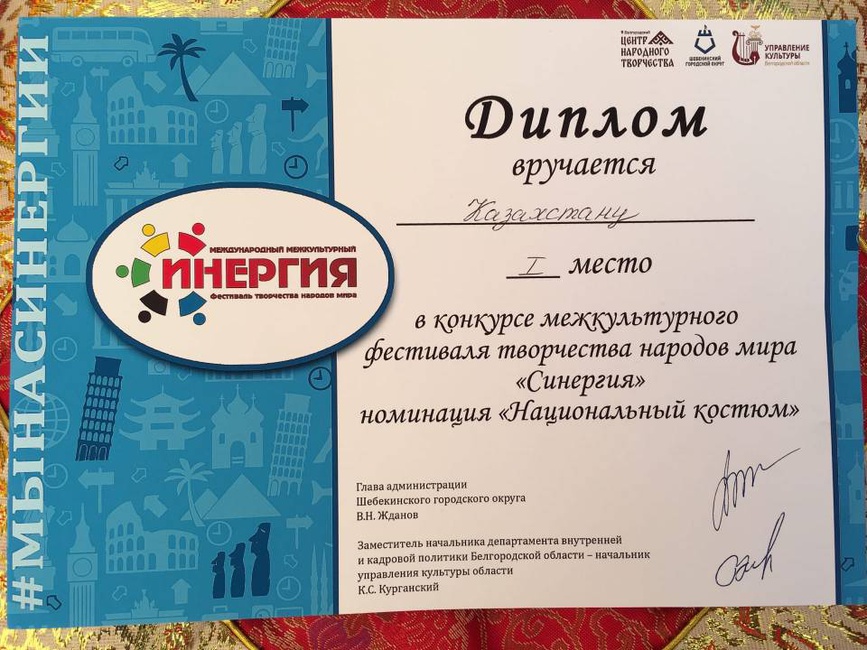 #МЫНАСИНЕРГИИ
Белгородский
ЦЕНТР
НАРОДНОГО
ТВОРЧЕСТВА
ШЕБЕКИНСКИЙ
ГОРОДСКОЙ ОКРУГ
УПРАВЛЕНИЕ
КУЛЬТУРЫ
Белгородской области
Диплом
вручается
Казахстану
I место
в конкурсе межкультурного
фестиваля творчества народов мира
«Синергия»
номинация «Национальный костюм»
МЕЖДУНАРОДНЫЙ МЕЖКУЛЬТУРНЫЙ
ИНЕРГИЯ
фестиваль творчества народов мира
Глава администрации
Шебекинского городского округа
В.Н. Жданов
Заместитель начальника департамента внутренней
и кадровой политики Белгородской области – начальник
управления культуры области
К.С. Курганский